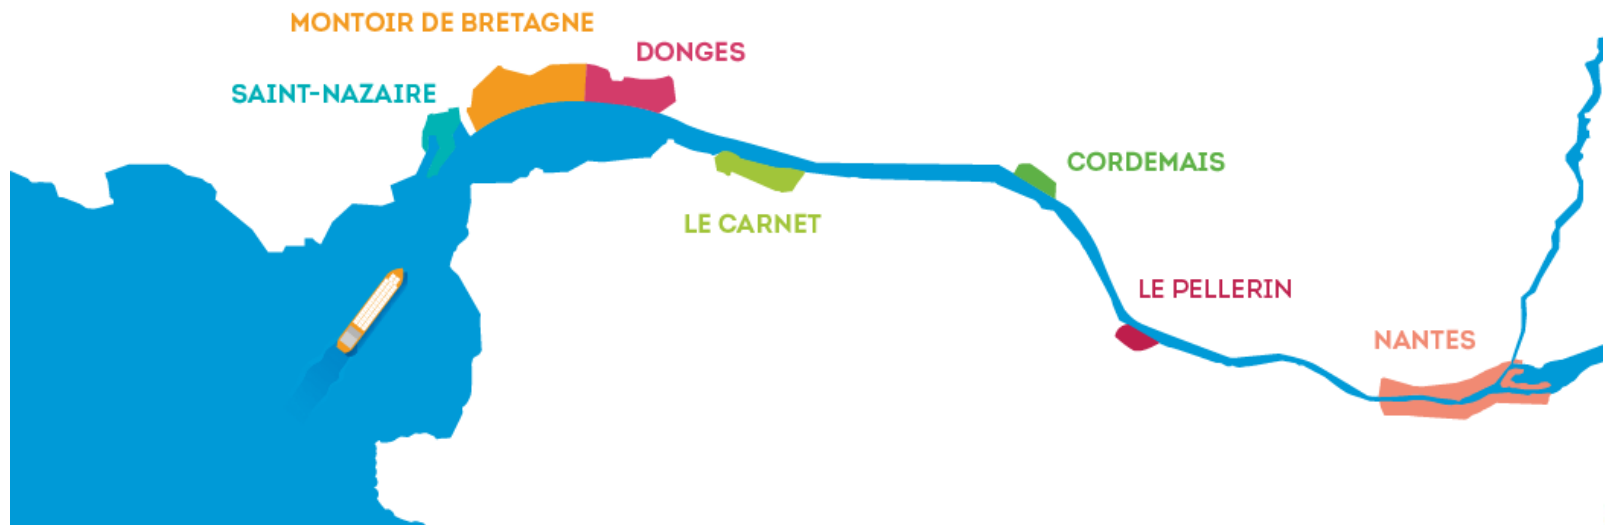 MONTOIR DE BRETAGNE
DONGES
SAINT-NAZAIRE
CORDEMAIS
LE CARNET
LE PELLERIN
NANTES